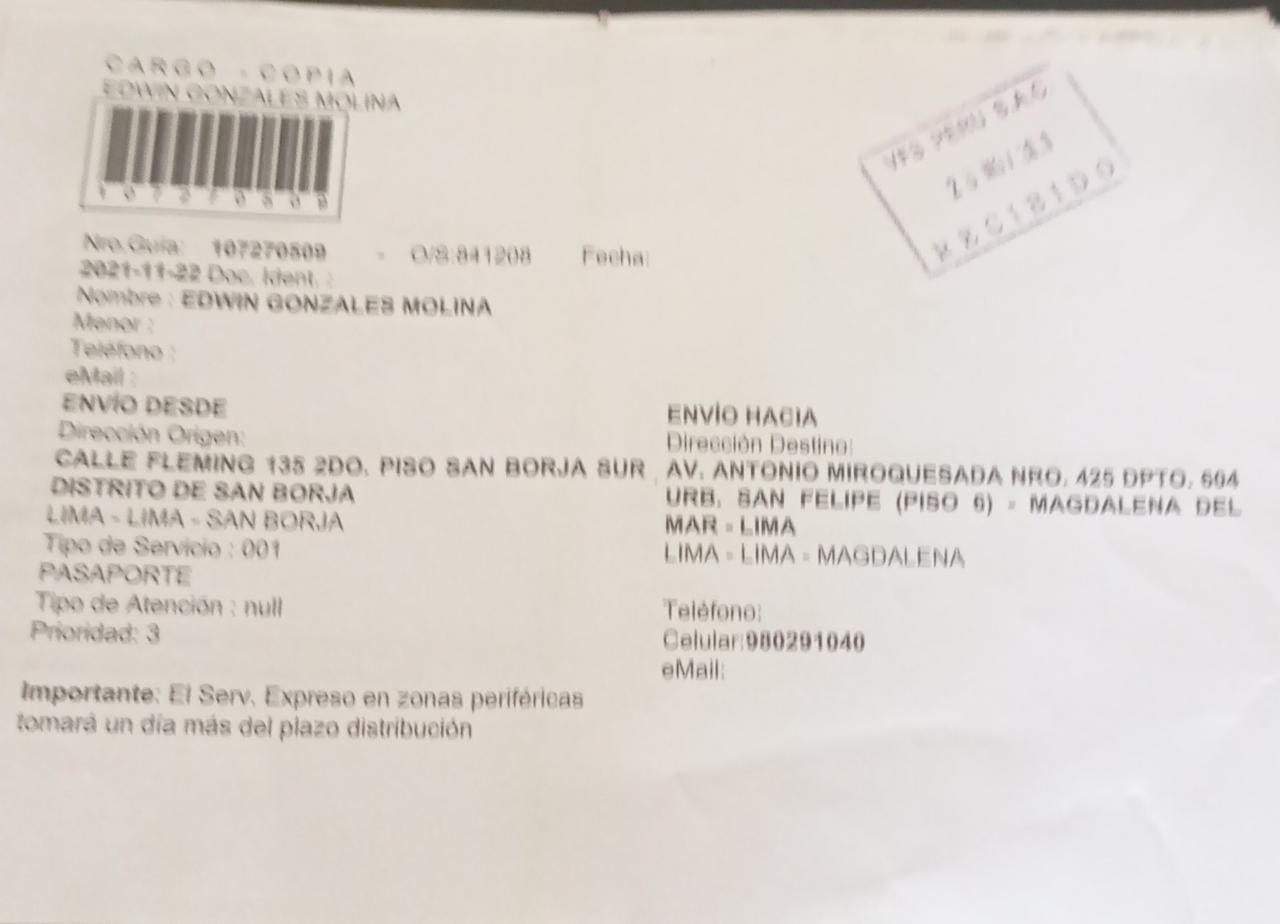 CARGO - COPIA
EDWIN GONZALES MOLINA
107270509
VFS PERU S.A.C.
RECIBIDO
Nro.Guía: 107270509 - O/S:841208 Fecha:
2021-11-22 Doc. Ident. :
Nombre : EDWIN GONZALES MOLINA
Menor :
Teléfono :
eMail :
ENVÍO DESDE
Dirección Origen:
CALLE FLEMING 135 2DO. PISO SAN BORJA SUR
DISTRITO DE SAN BORJA
LIMA - LIMA - SAN BORJA
Tipo de Servicio : 001
PASAPORTE
Tipo de Atención : null
Prioridad: 3
ENVÍO HACIA
Dirección Destino:
AV. ANTONIO MIROQUESADA NRO. 425 DPTO. 604
URB. SAN FELIPE (PISO 6) - MAGDALENA DEL
MAR - LIMA
LIMA - LIMA - MAGDALENA
Teléfono:
Celular:980291040
eMail:
Importante: El Serv. Expreso en zonas periféricas
tomará un día más del plazo distribución